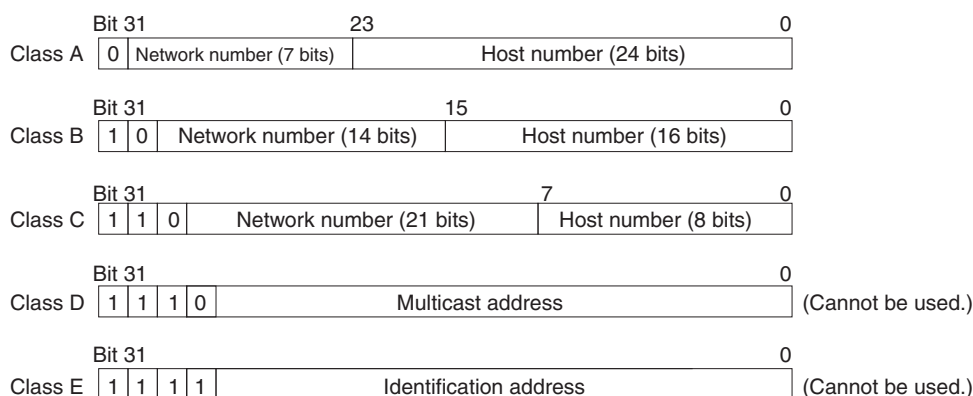 Bit 31 23 0
Class A 0 Network number (7 bits) Host number (24 bits)
Bit 31 15 0
Class B 1 0 Network number (14 bits) Host number (16 bits)
Bit 31 7 0
Class C 1 1 0 Network number (21 bits) Host number (8 bits)
Bit 31 0
Class D 1 1 1 0 Multicast address (Cannot be used.)
Bit 31 0
Class E 1 1 1 1 Identification address (Cannot be used.)